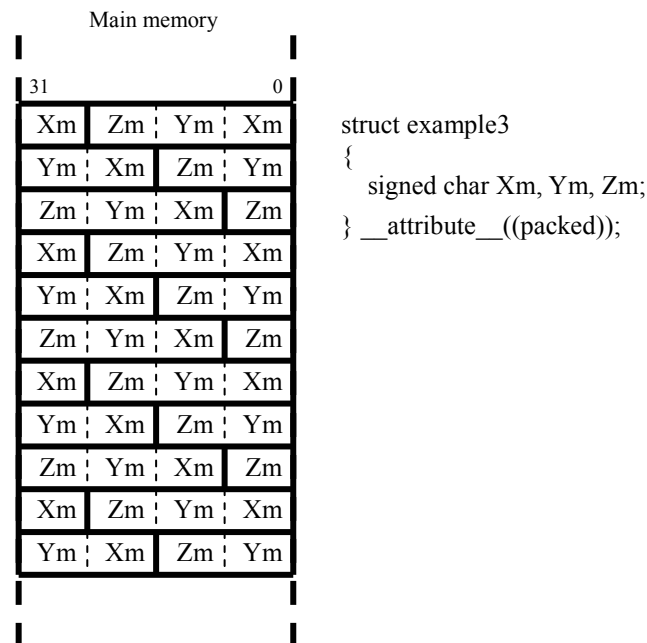 Main memory
31 0
Xm Zm Ym Xm
Ym Xm Zm Ym
Zm Ym Xm Zm
Xm Zm Ym Xm
Ym Xm Zm Ym
Zm Ym Xm Zm
Xm Zm Ym Xm
Ym Xm Zm Ym
Zm Ym Xm Zm
Xm Zm Ym Xm
Ym Xm Zm Ym
struct example3
{
signed char Xm, Ym, Zm;
} __attribute__((packed));